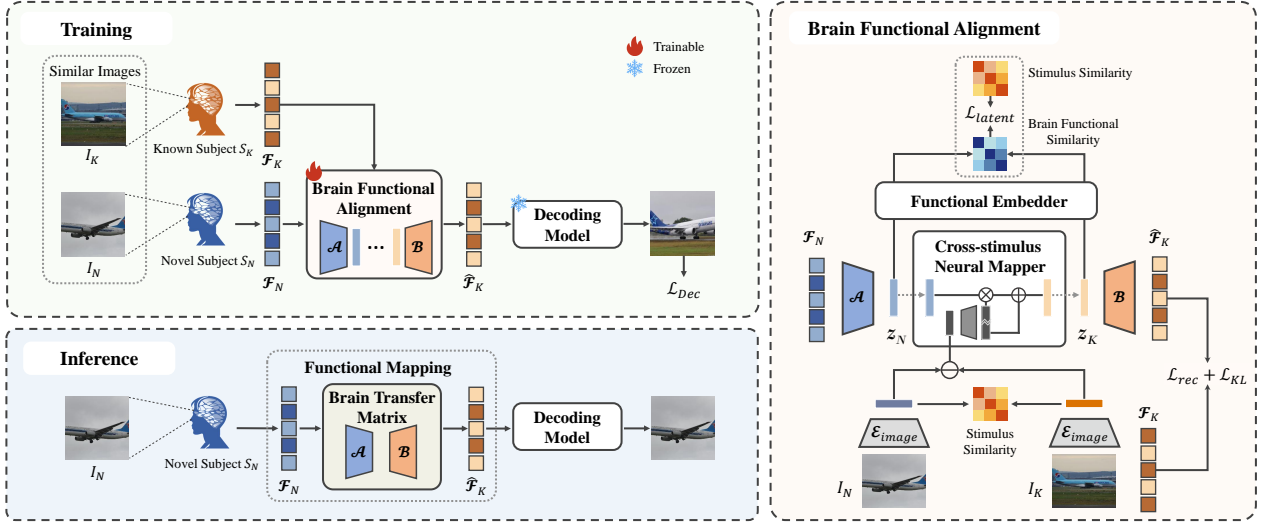 Training
Trainable
Frozen
Similar Images
I_K
Known Subject S_K
𝓕_K
I_N
Novel Subject S_N
𝓕_N
Brain Functional
Alignment
𝓐
...
𝓑
𝓕̂_K
Decoding
Model
ℒ_Dec
Inference
I_N
Novel Subject S_N
Functional Mapping
𝓕_N
Brain Transfer
Matrix
𝓐
𝓑
𝓕̂_K
Decoding
Model
Brain Functional Alignment
Stimulus Similarity
ℒ_latent
Brain Functional
Similarity
Functional Embedder
𝓕_N
𝓐
z_N
Cross-stimulus
Neural Mapper
z_K
𝓑
𝓕̂_K
ℒ_rec + ℒ_KL
𝓔_image
Stimulus
Similarity
𝓔_image
𝓕_K
I_N
I_K